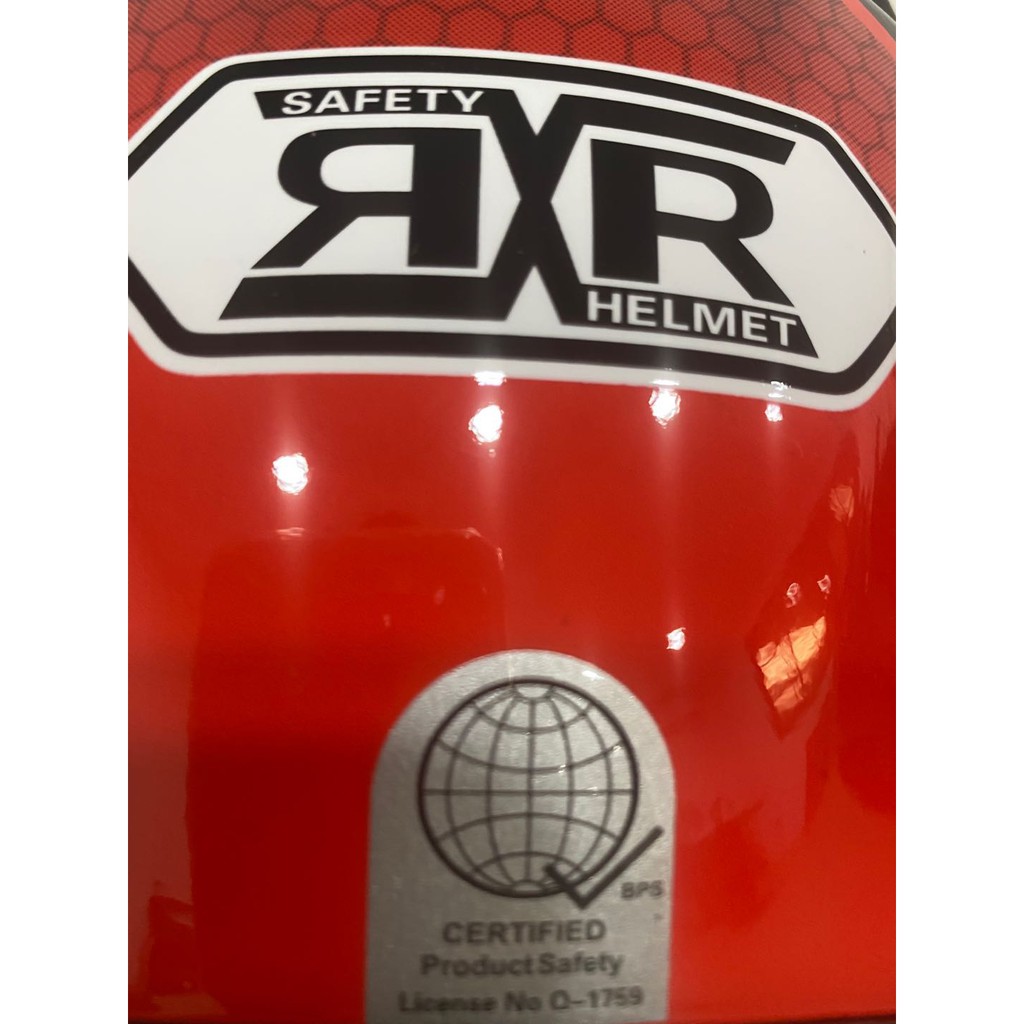 SAFETY
RXR
HELMET
BPS
CERTIFIED
Product Safety
License No Q-1759